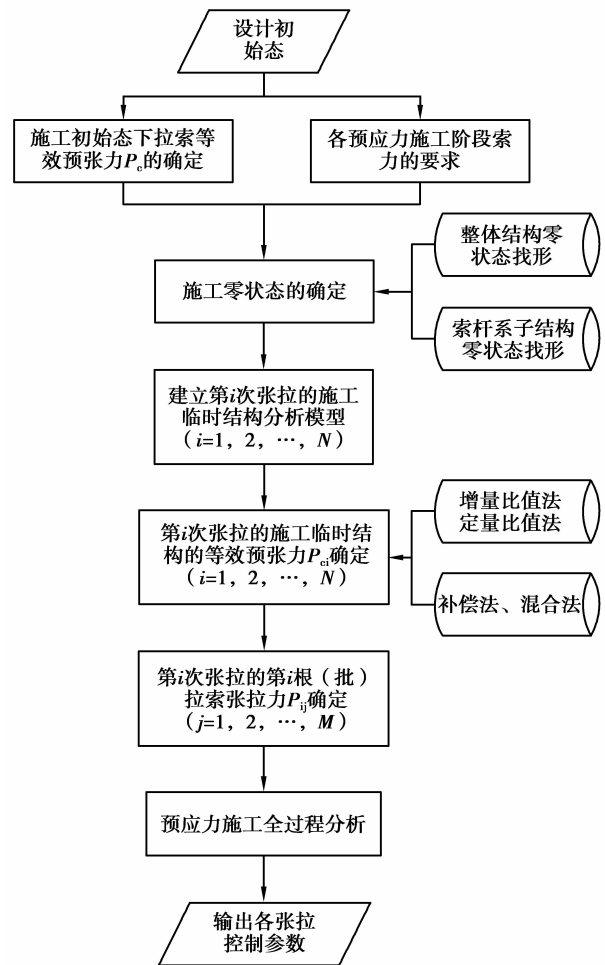 设计初
始态
施工初始态下拉索等
效预张力Pc的确定
各预应力施工阶段索
力的要求
整体结构零
状态找形
施工零状态的确定
索杆系子结构
零状态找形
建立第i次张拉的施工
临时结构分析模型
（i=1，2，…，N）
增量比值法
定量比值法
第i次张拉的施工临时结
构的等效预张力Pci确定
（i=1，2，…，N）
补偿法、混合法
第i次张拉的第i根（批）
拉索张拉力Pij确定
（j=1，2，…，M）
预应力施工全过程分析
输出各张拉
控制参数